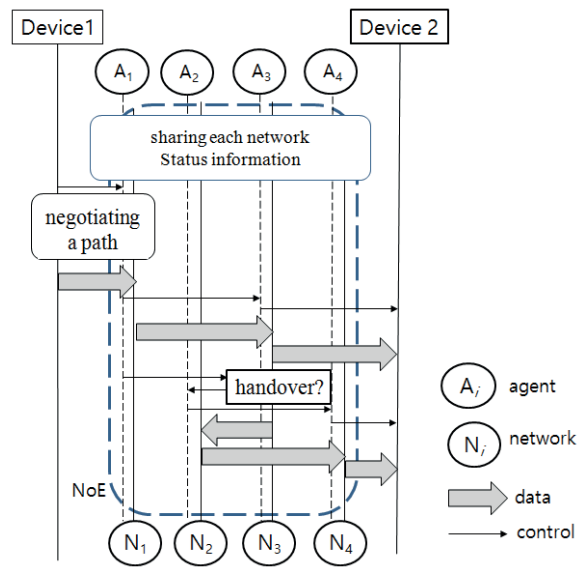 Device1
Device 2
A1
A2
A3
A4
sharing each network
Status information
negotiating
a path
handover?
Ai
agent
Ni
network
NoE
data
control
N1
N2
N3
N4